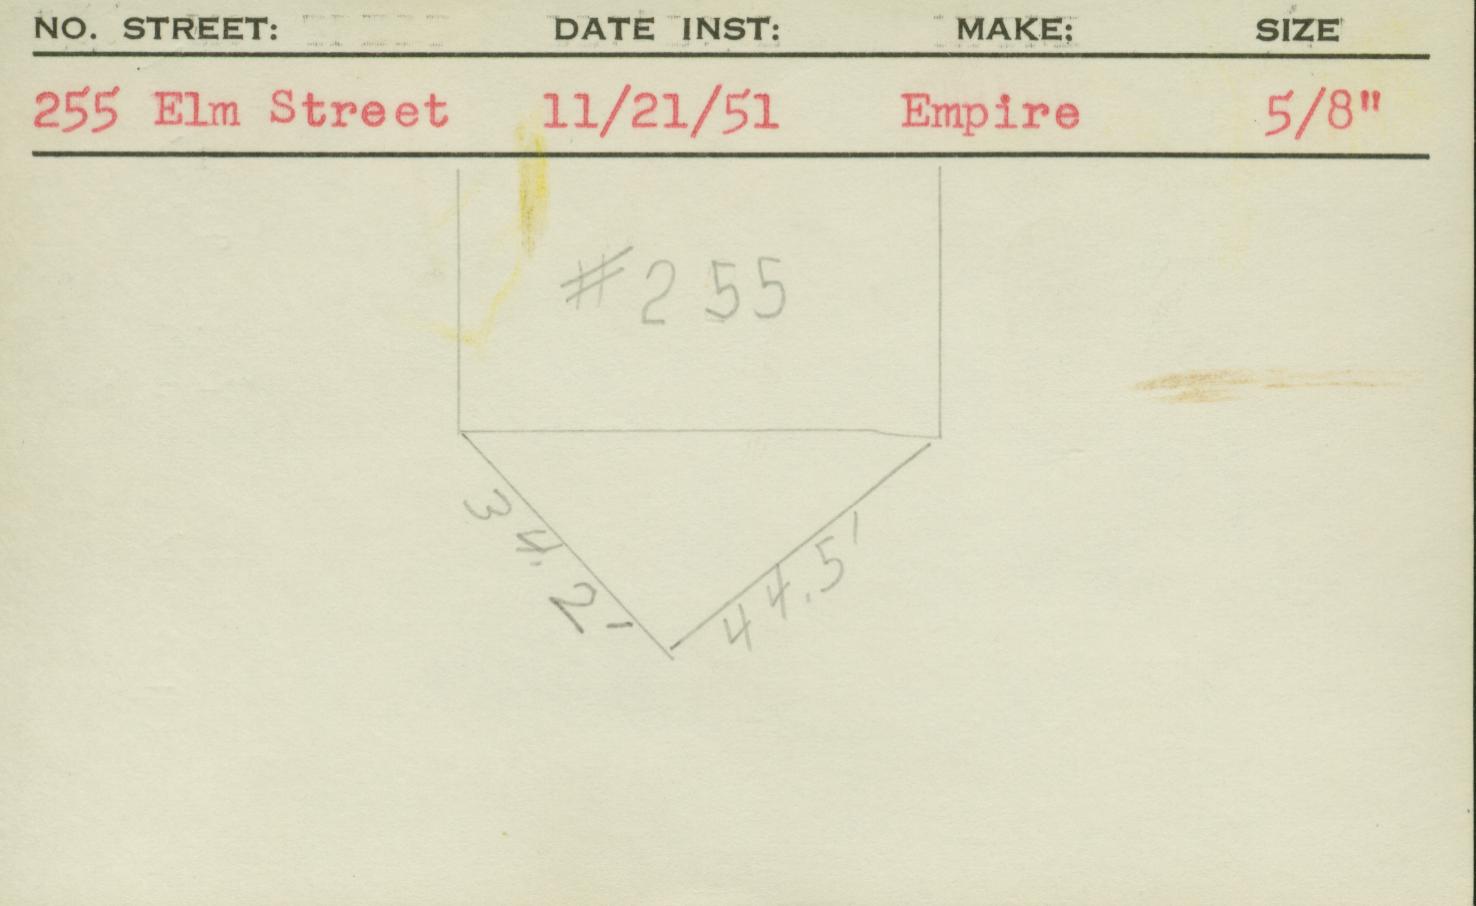 NO. STREET: DATE INST: MAKE: SIZE
255 Elm Street 11/21/51 Empire 5/8"
#255
34.2'
44.5'